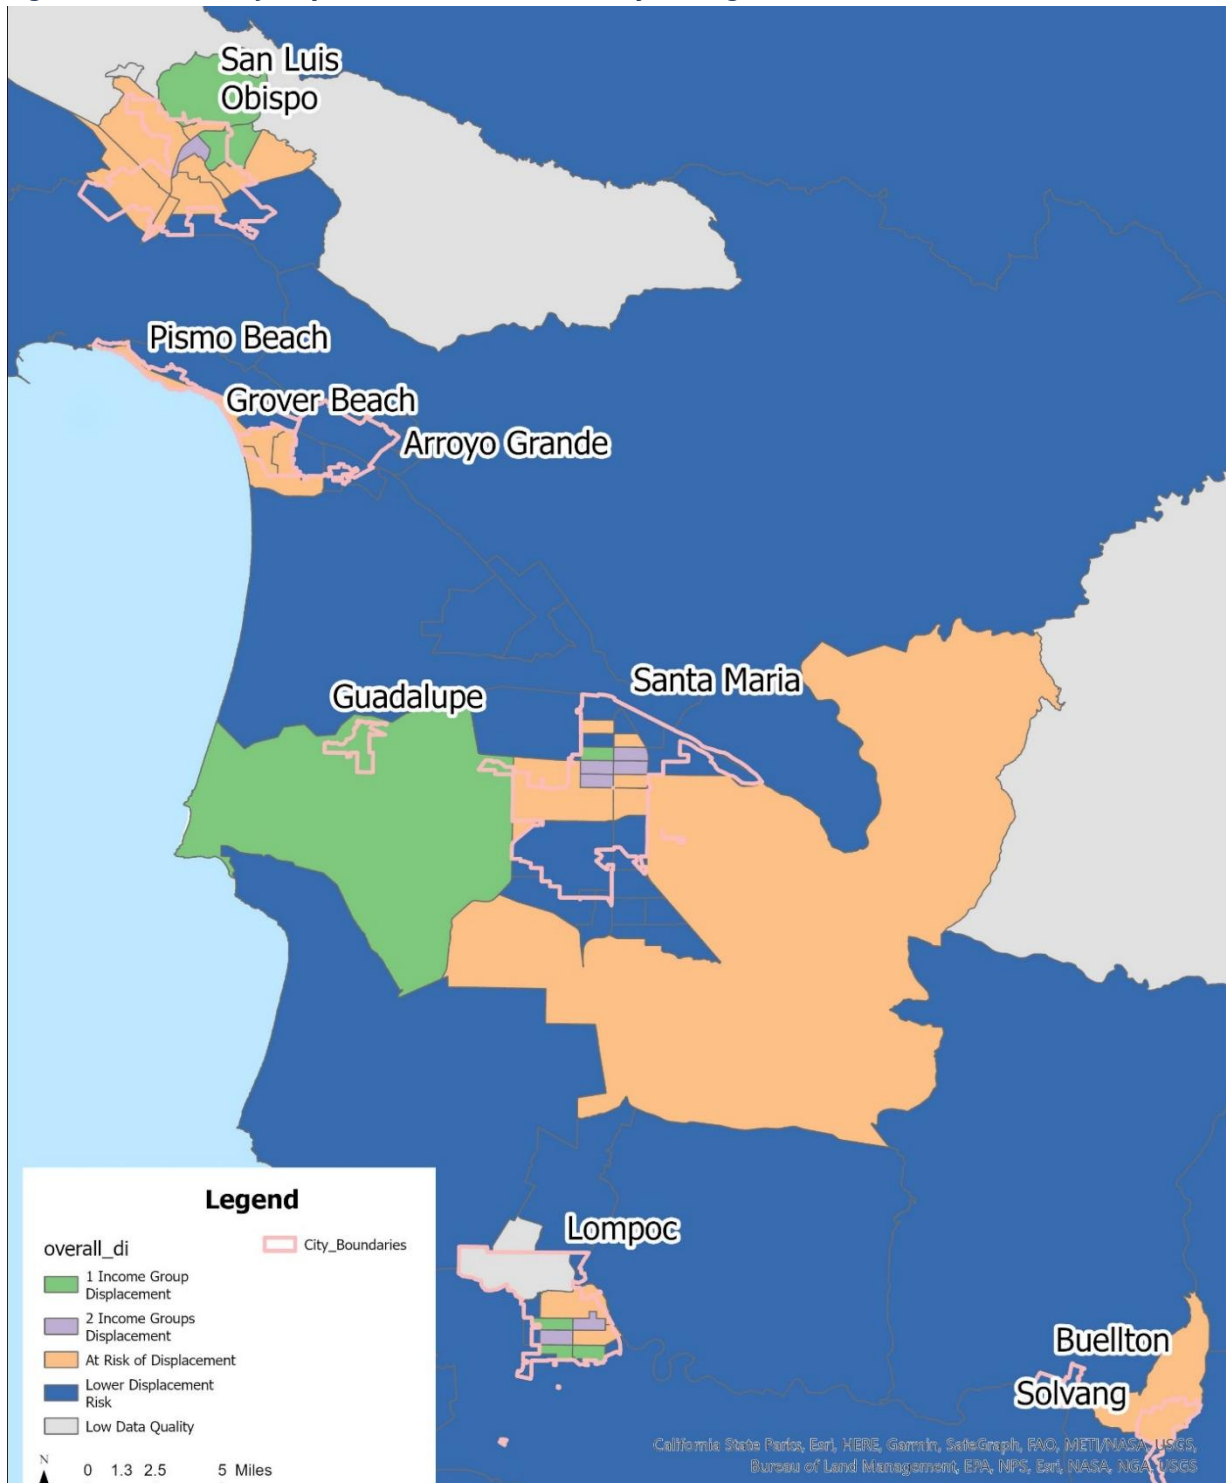 San Luis
Obispo
Pismo Beach
Grover Beach
Arroyo Grande
Santa Maria
Guadalupe
Lompoc
Buellton
Solvang
Legend
overall_di
City_Boundaries
1 Income Group
Displacement
2 Income Groups
Displacement
At Risk of Displacement
Lower Displacement
Risk
Low Data Quality
N
0 1.3 2.5 5 Miles
California State Parks, Esri, HERE, Garmin, SafeGraph, FAO, METI/NASA, USGS,
Bureau of Land Management, EPA, NPS, Esri, NASA, NGA, USGS